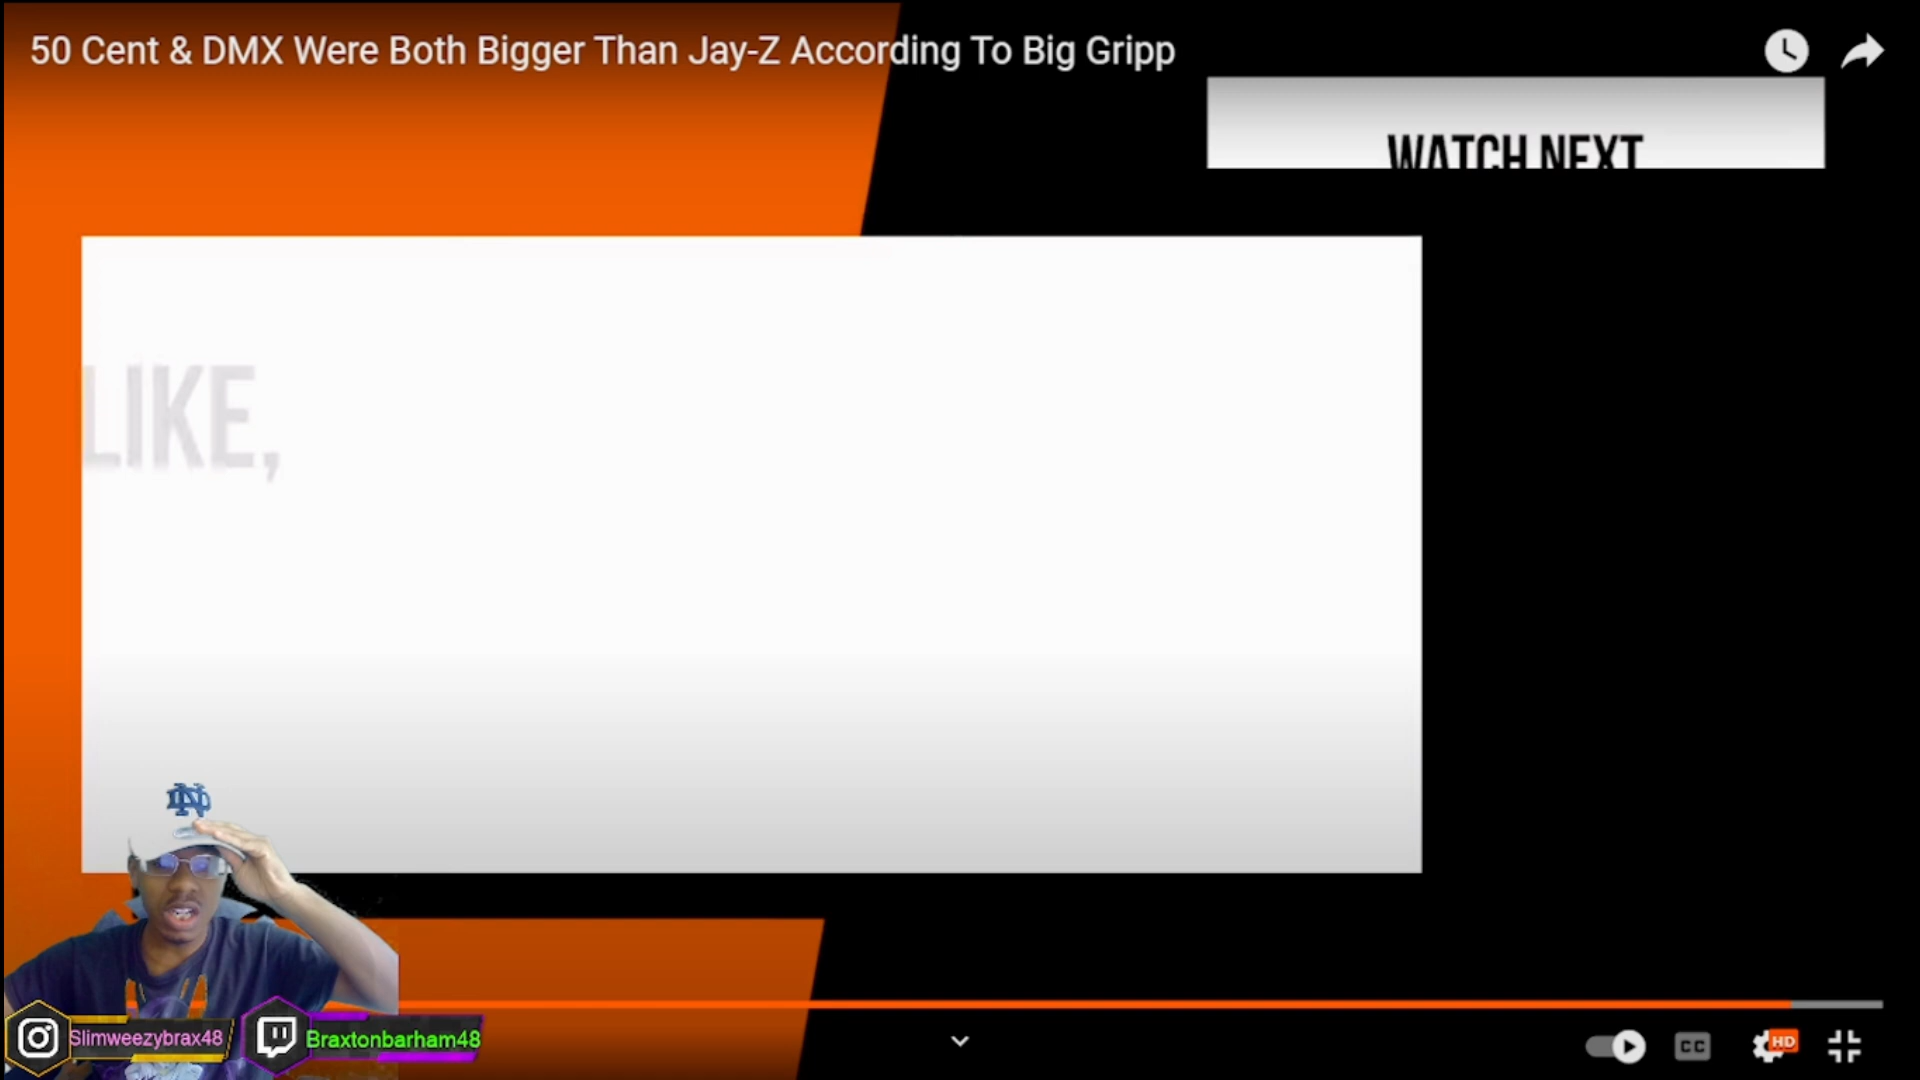 50 Cent & DMX Were Both Bigger Than Jay-Z According To Big Gripp
WATCH NEXT
LIKE,
ND
Slimweezybrax48
Braxtonbarham48
CC
HD